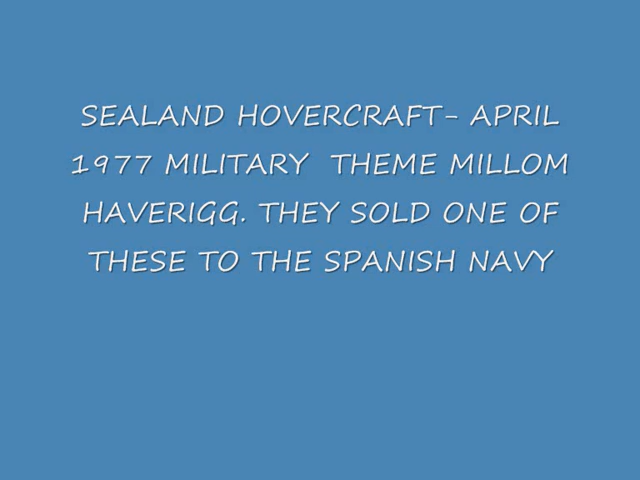 SEALAND HOVERCRAFT- APRIL
1977 MILITARY  THEME MILLOM
HAVERIGG. THEY SOLD ONE OF
THESE TO THE SPANISH NAVY